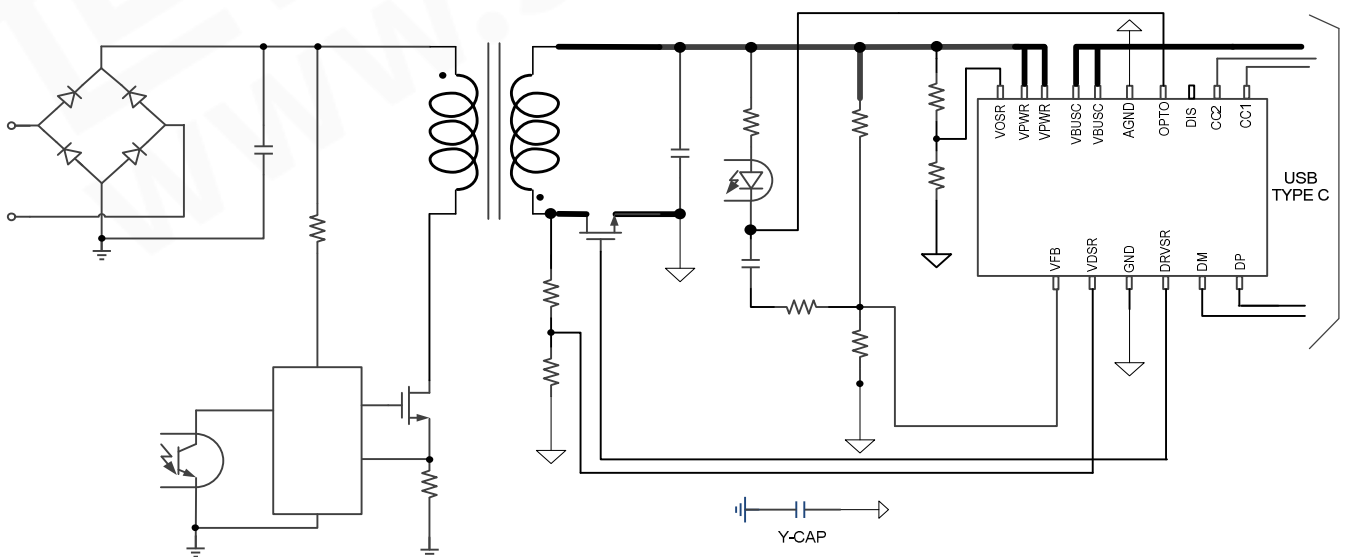 VOSR
VPWR
VPWR
VBUSC
VBUSC
AGND
OPTO
DIS
CC2
CC1
USB
TYPE C
VFB
VDSR
GND
DRVSR
DM
DP
Y-CAP